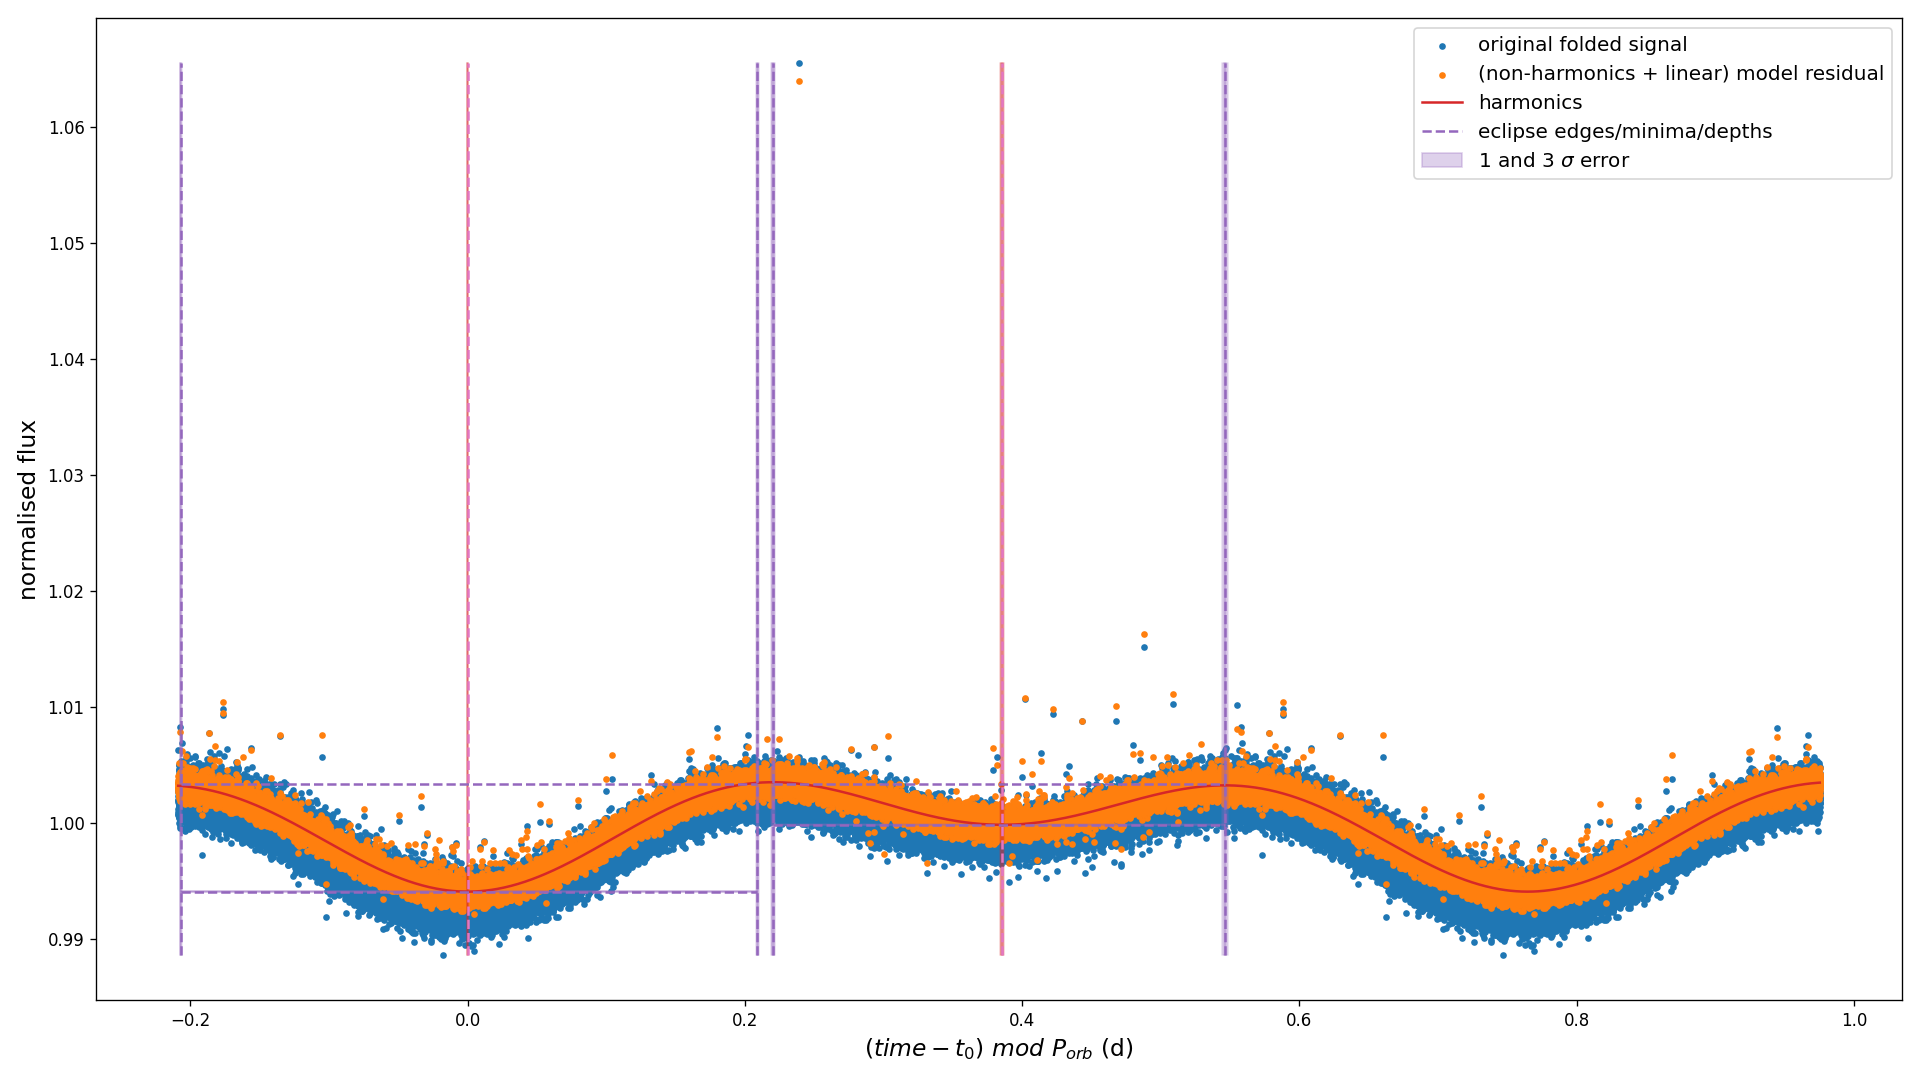 original folded signal
(non-harmonics + linear) model residual
harmonics
eclipse edges/minima/depths
1 and 3 σ error
normalised flux
1.06
1.05
1.04
1.03
1.02
1.01
1.00
0.99
−0.2
0.0
0.2
0.4
0.6
0.8
1.0
(time − t₀) mod Pₒᵣb (d)